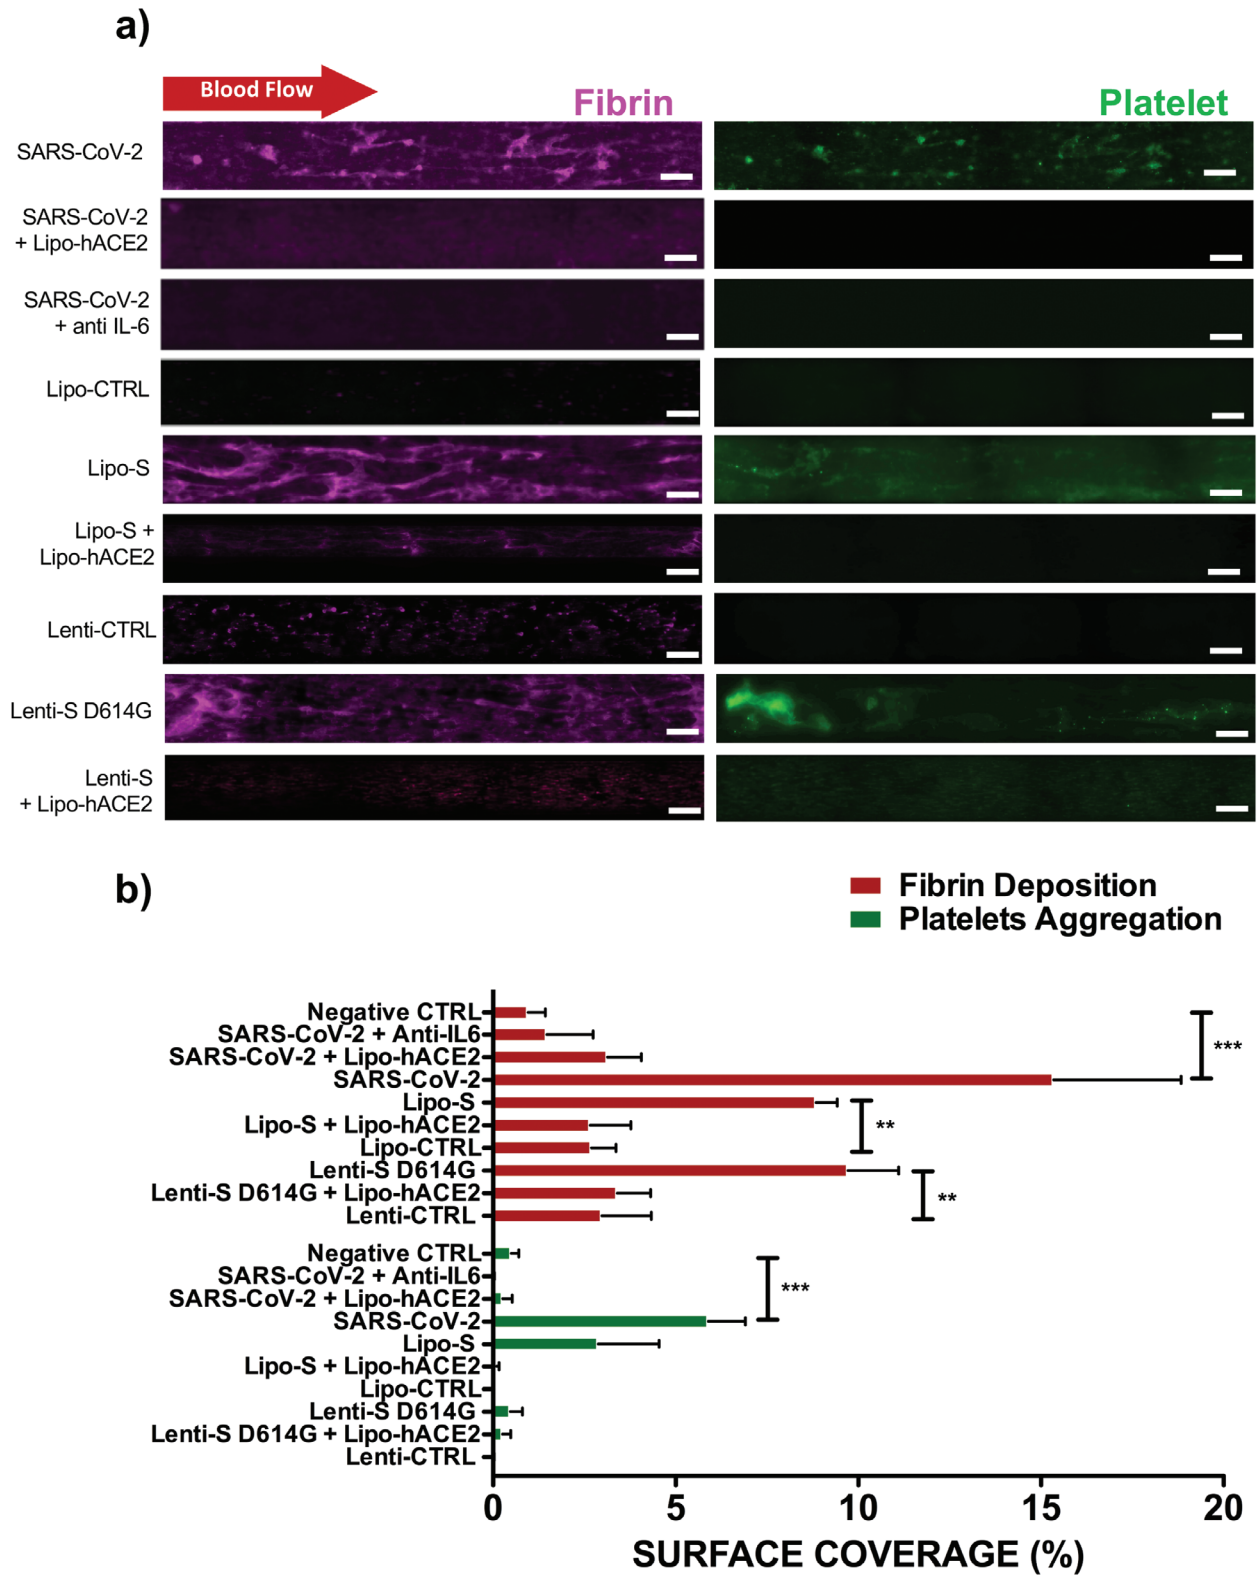 a)
Blood Flow
Fibrin
Platelet
SARS-CoV-2
SARS-CoV-2
+ Lipo-hACE2
SARS-CoV-2
+ anti IL-6
Lipo-CTRL
Lipo-S
Lipo-S +
Lipo-hACE2
Lenti-CTRL
Lenti-S D614G
Lenti-S
+ Lipo-hACE2
b)
Fibrin Deposition
Platelets Aggregation
Negative CTRL
SARS-CoV-2 + Anti-IL6
SARS-CoV-2 + Lipo-hACE2
SARS-CoV-2
Lipo-S
Lipo-S + Lipo-hACE2
Lipo-CTRL
Lenti-S D614G
Lenti-S D614G + Lipo-hACE2
Lenti-CTRL
***
**
**
Negative CTRL
SARS-CoV-2 + Anti-IL6
SARS-CoV-2 + Lipo-hACE2
SARS-CoV-2
Lipo-S
Lipo-S + Lipo-hACE2
Lipo-CTRL
Lenti-S D614G
Lenti-S D614G + Lipo-hACE2
Lenti-CTRL
***
0 5 10 15 20
SURFACE COVERAGE (%)